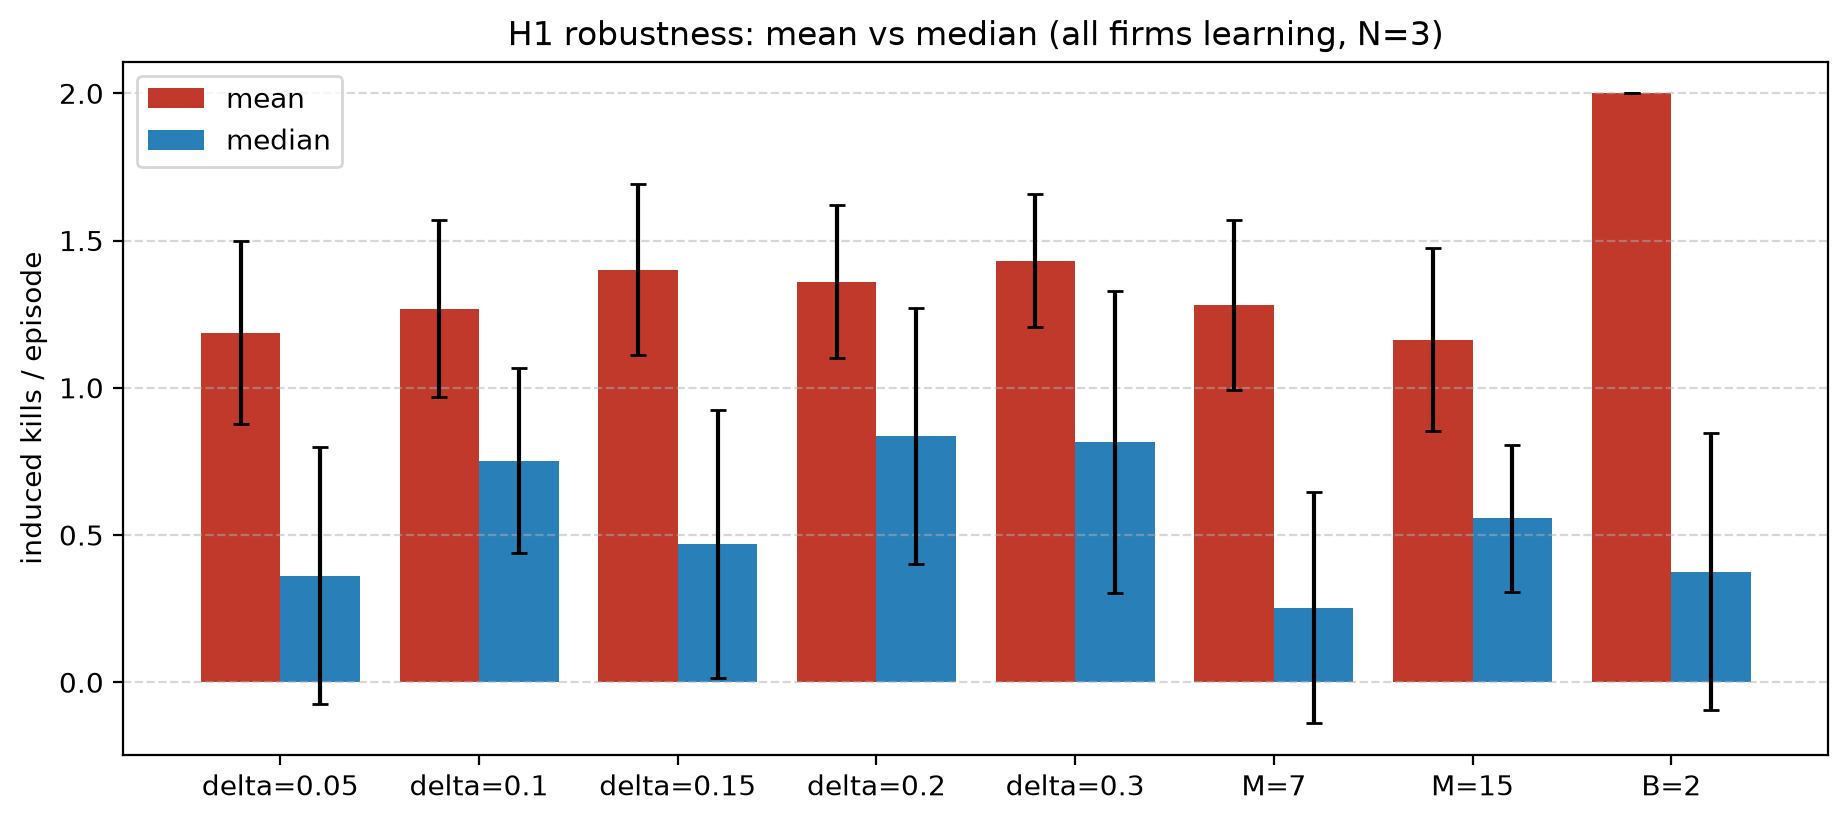 H1 robustness: mean vs median (all firms learning, N=3)
mean
median
induced kills / episode
2.0
1.5
1.0
0.5
0.0
delta=0.05
delta=0.1
delta=0.15
delta=0.2
delta=0.3
M=7
M=15
B=2